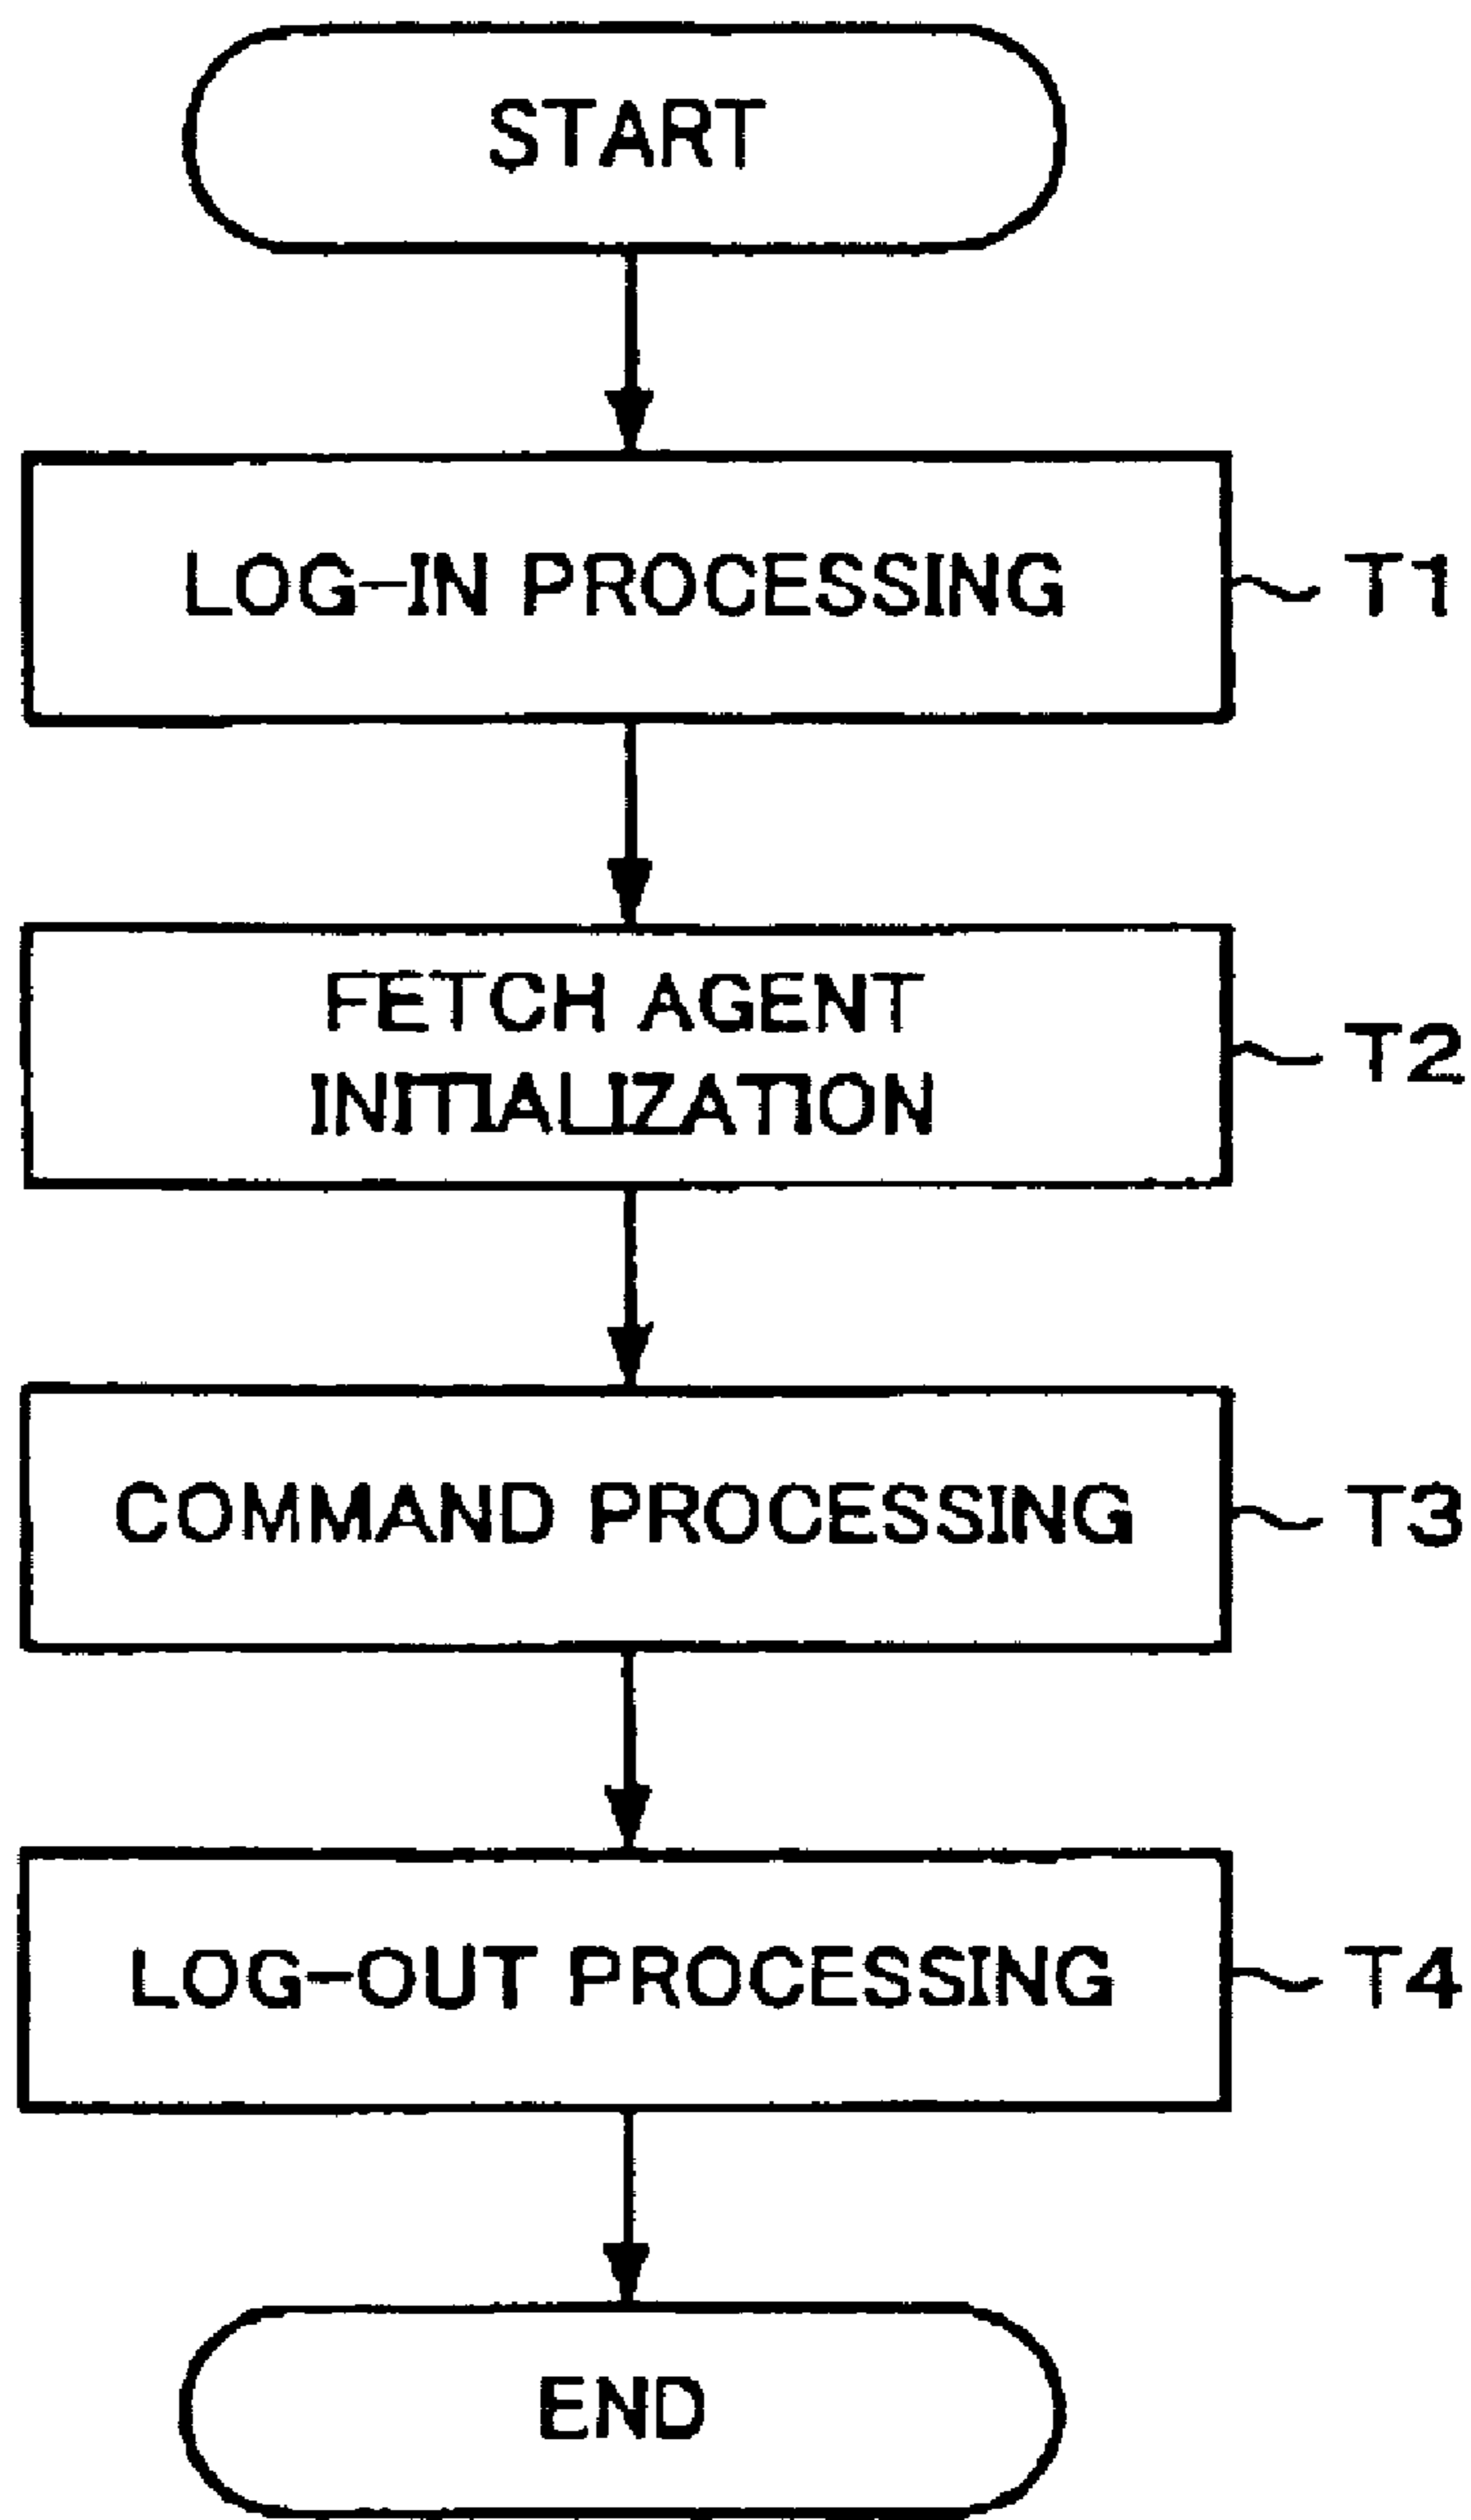 START
LOG-IN PROCESSING
T1
FETCH AGENT
INITIALIZATION
T2
COMMAND PROCESSING
T3
LOG-OUT PROCESSING
T4
END